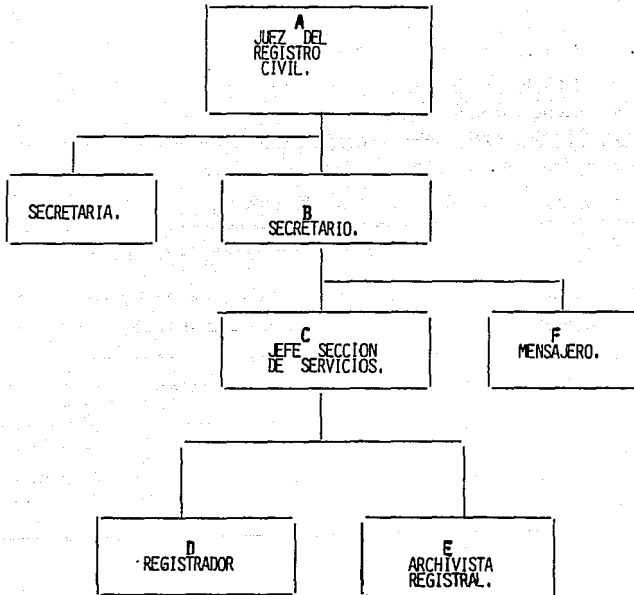 A
JUEZ DEL
REGISTRO
CIVIL.
SECRETARIA.
B
SECRETARIO.
C
JEFE SECCION
DE SERVICIOS.
F
MENSAJERO.
D
REGISTRADOR
E
ARCHIVISTA
REGISTRAL.